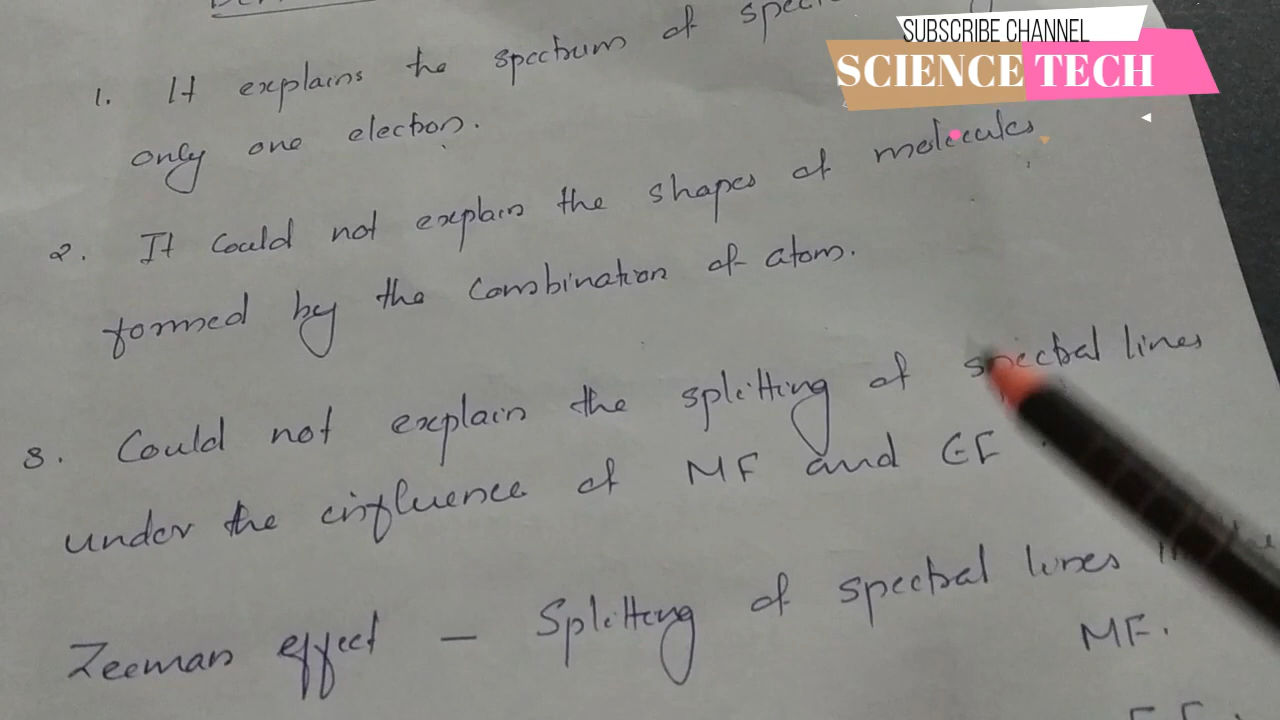 SUBSCRIBE CHANNEL
SCIENCE TECH
1. It explains the spectrum of
only one electron.
2. It could not explain the shapes of molecules
formed by the combination of atom.
3. Could not explain the splitting of spectral lines
under the influence of MF and EF.
Zeeman effect — Splitting of spectral lines in the
MF.